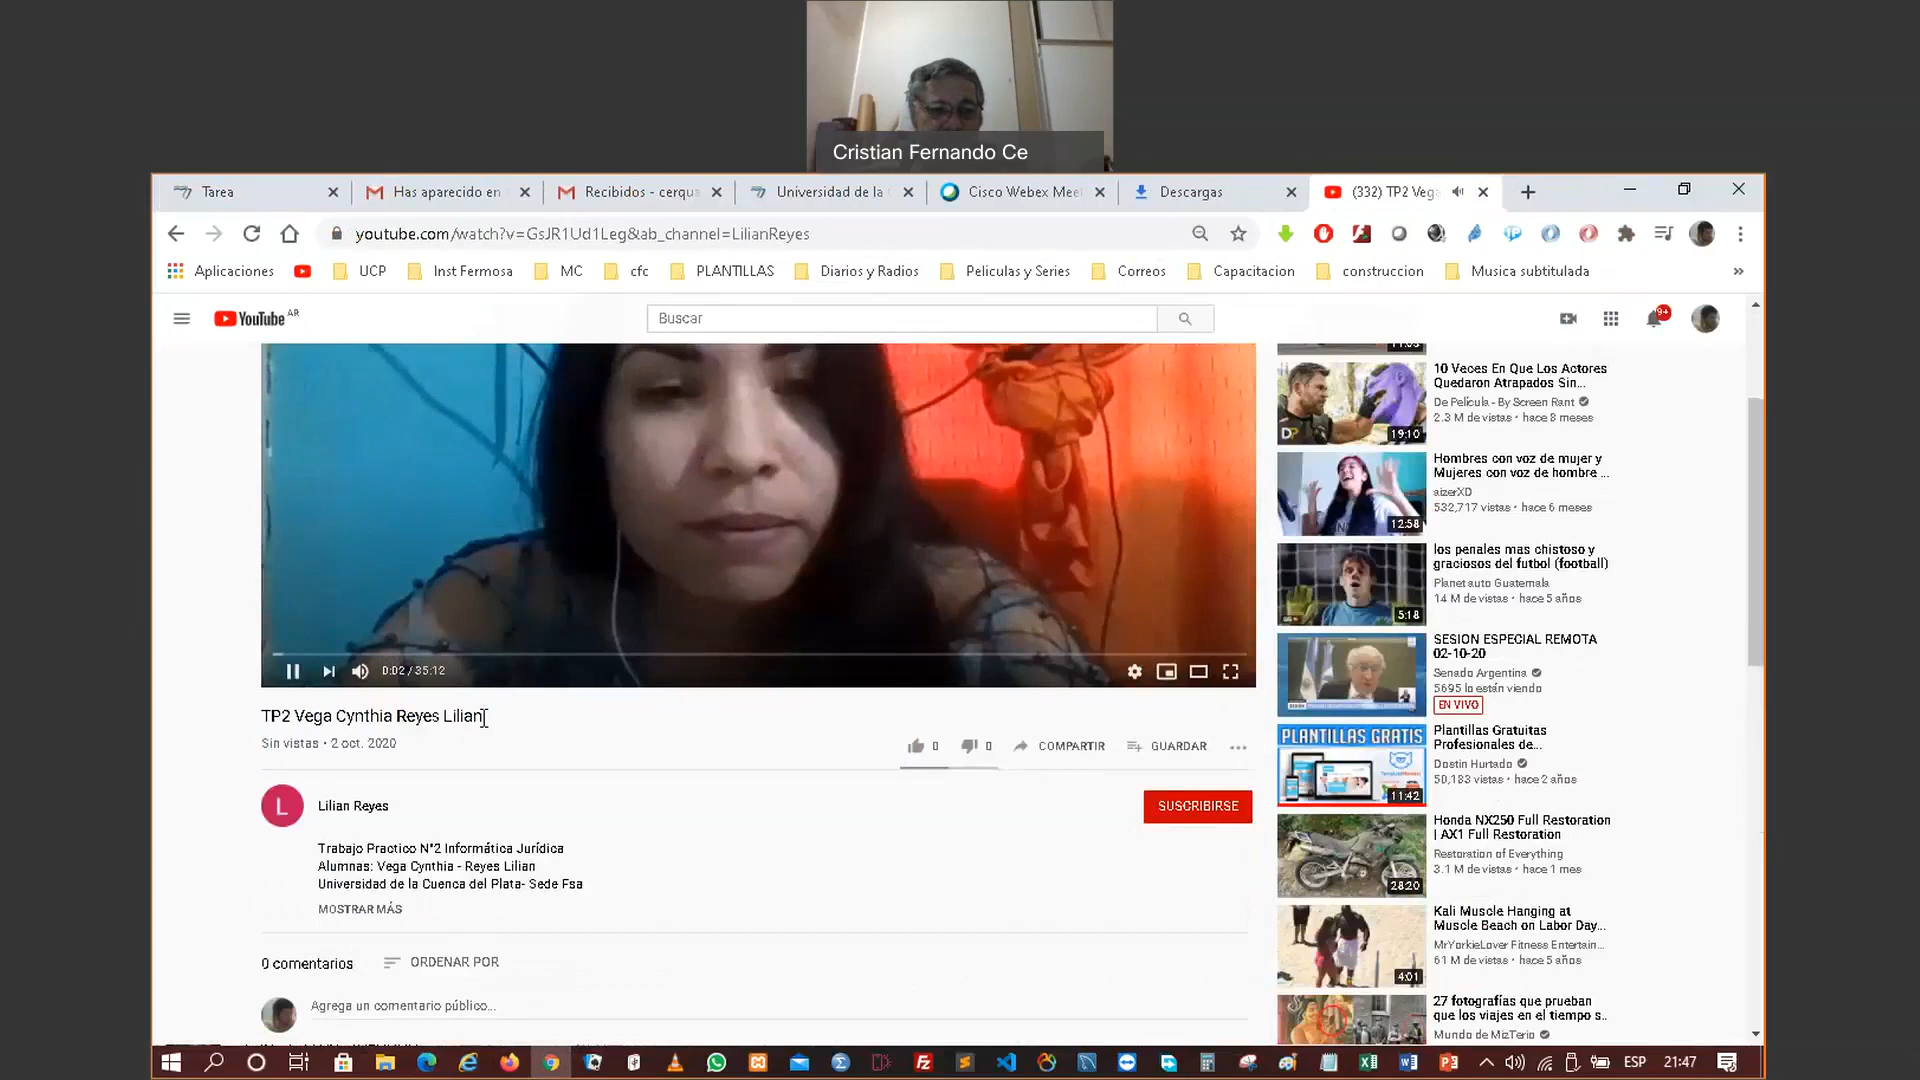 Cristian Fernando Ce
Tarea
Has aparecido en
Recibidos - cerqu
Universidad de la
Cisco Webex Mee
Descargas
(332) TP2 Vega
youtube.com/watch?v=GsJR1Ud1Leg&ab_channel=LilianReyes
Aplicaciones
UCP
Inst Fermosa
MC
cfc
PLANTILLAS
Diarios y Radios
Peliculas y Series
Correos
Capacitacion
construccion
Musica subtitulada
YouTube AR
Buscar
9+
0:02 / 35:12
TP2 Vega Cynthia Reyes Lilian
Sin vistas • 2 oct. 2020
0
0
COMPARTIR
GUARDAR
L
Lilian Reyes
SUSCRIBIRSE
Trabajo Practico N°2 Informática Jurídica
Alumnas: Vega Cynthia - Reyes Lilian
Universidad de la Cuenca del Plata- Sede Fsa
MOSTRAR MÁS
0 comentarios
ORDENAR POR
Agrega un comentario público...
10 Veces En Que Los Actores
Quedaron Atrapados Sin...
De Película - By Screen Rant
2.3 M de vistas • hace 8 meses
19:10
Hombres con voz de mujer y
Mujeres con voz de hombre ...
aizerXD
532,717 vistas • hace 6 meses
12:58
los penales mas chistoso y
graciosos del futbol (football)
Planet auto Guatemala
14 M de vistas • hace 5 años
5:18
SESION ESPECIAL REMOTA
02-10-20
Senado Argentina
5695 lo están viendo
EN VIVO
PLANTILLAS GRATIS
Plantillas Gratuitas
Profesionales de...
Dostin Hurtado
50,183 vistas • hace 2 años
11:42
Honda NX250 Full Restoration
| AX1 Full Restoration
Restoration of Everything
3.1 M de vistas • hace 1 mes
28:20
Kali Muscle Hanging at
Muscle Beach on Labor Day...
MrYorkieLover Fitness Entertain...
61 M de vistas • hace 5 años
4:01
27 fotografías que prueban
que los viajes en el tiempo s..
Mundo de MizTerio
ESP
21:47